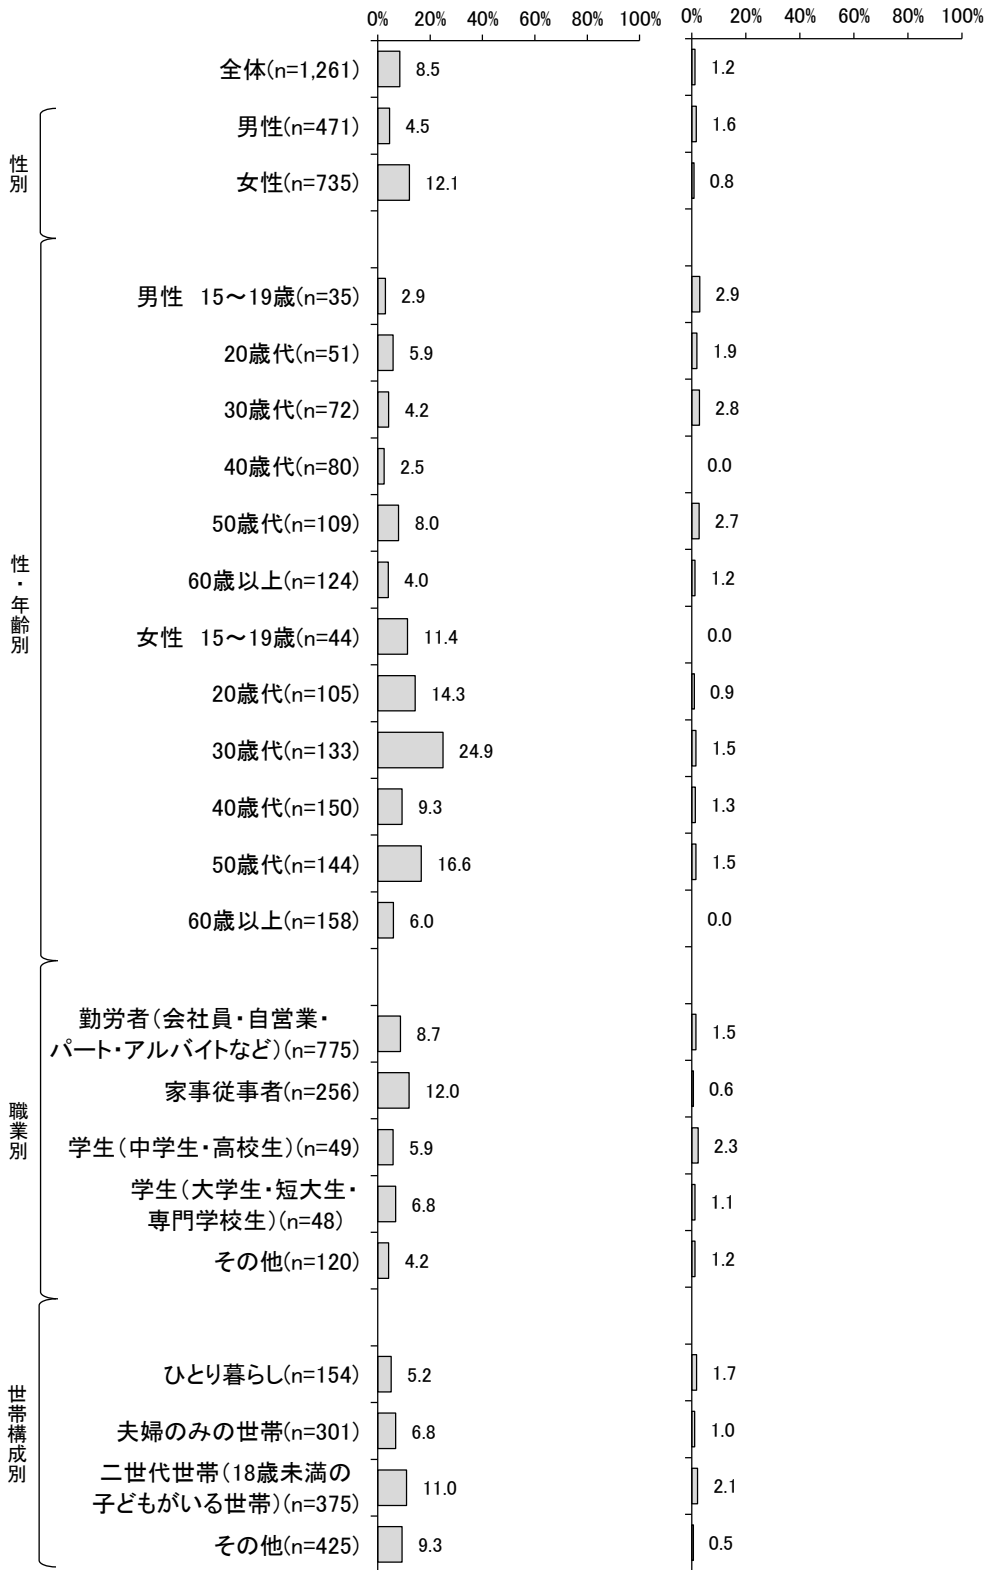 0% 20% 40% 60% 80% 100% 0% 20% 40% 60% 80% 100%
全体(n=1,261) 8.5 1.2
性別
男性(n=471) 4.5 1.6
女性(n=735) 12.1 0.8
性・年齢別
男性　15～19歳(n=35) 2.9 2.9
20歳代(n=51) 5.9 1.9
30歳代(n=72) 4.2 2.8
40歳代(n=80) 2.5 0.0
50歳代(n=109) 8.0 2.7
60歳以上(n=124) 4.0 1.2
女性　15～19歳(n=44) 11.4 0.0
20歳代(n=105) 14.3 0.9
30歳代(n=133) 24.9 1.5
40歳代(n=150) 9.3 1.3
50歳代(n=144) 16.6 1.5
60歳以上(n=158) 6.0 0.0
職業別
勤労者（会社員・自営業・
パート・アルバイトなど）(n=775) 8.7 1.5
家事従事者(n=256) 12.0 0.6
学生（中学生・高校生）(n=49) 5.9 2.3
学生（大学生・短大生・
専門学校生）(n=48) 6.8 1.1
その他(n=120) 4.2 1.2
世帯構成別
ひとり暮らし(n=154) 5.2 1.7
夫婦のみの世帯(n=301) 6.8 1.0
二世代世帯（18歳未満の
子どもがいる世帯）(n=375) 11.0 2.1
その他(n=425) 9.3 0.5